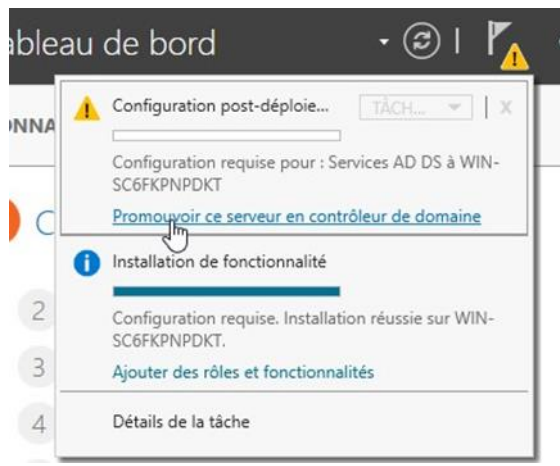 ableau de bord
Configuration post-déploie...
TÂCH...
X
ONNA
Configuration requise pour : Services AD DS à WIN-
SC6FKPNPDKT
Promouvoir ce serveur en contrôleur de domaine
C
Installation de fonctionnalité
2
Configuration requise. Installation réussie sur WIN-
SC6FKPNPDKT.
3
Ajouter des rôles et fonctionnalités
4
Détails de la tâche